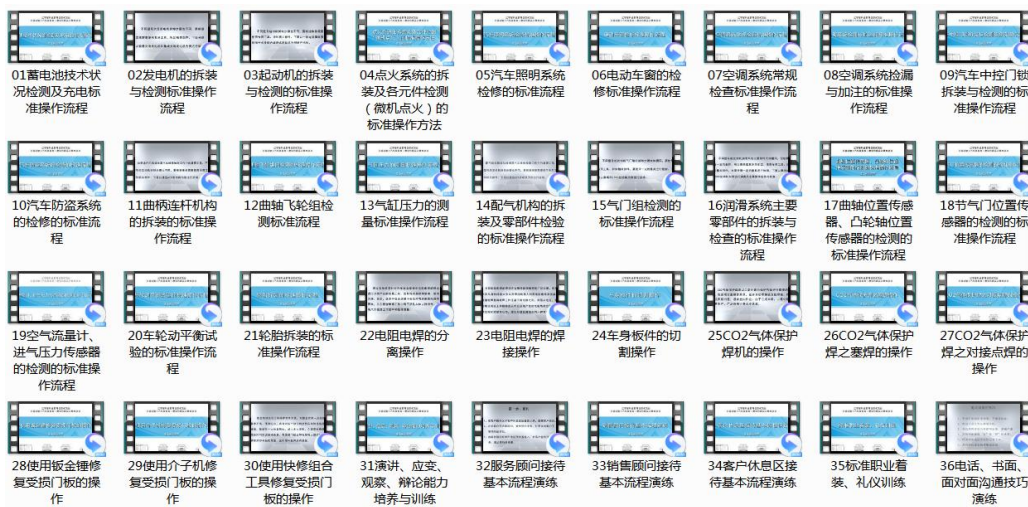 01蓄电池技术状
况检测及充电标
准操作流程
02发电机的拆装
与检测标准操作
流程
03起动机的拆装
与检测的标准操
作流程
04点火系统的拆
装及各元件检测
（微机点火）的
标准操作方法
05汽车照明系统
检修的标准流程
06电动车窗的检
修标准操作流程
07空调系统常规
检查标准操作流
程
08空调系统捡漏
与加注的标准操
作流程
09汽车中控门锁
拆装与检测的标
准操作流程
10汽车防盗系统
的检修的标准流
程
11曲柄连杆机构
的拆装的标准操
作流程
12曲轴飞轮组检
测标准操作流程
13气缸压力的测
量标准操作流程
14配气机构的拆
装及零部件检验
的标准操作流程
15气门组检测的
标准操作流程
16润滑系统主要
零部件的拆装与
检查的标准操作
流程
17曲轴位置传感
器、凸轮轴位置
传感器的检测的
标准操作流程
18节气门位置传
感器的检测的标
准操作流程
19空气流量计、
进气压力传感器
的检测的标准操
作流程
20车轮动平衡试
验的标准操作流
程
21轮胎拆装的标
准操作流程
22电阻电焊的分
离操作
23电阻电焊的焊
接操作
24车身板件的切
割操作
25CO2气体保护
焊机的操作
26CO2气体保护
焊之塞焊的操作
27CO2气体保护
焊之对接点焊的
操作
28使用钣金锤修
复受损门板的操
作
29使用介子机修
复受损门板的操
作
30使用快修组合
工具修复受损门
板的操作
31演讲、应变、
观察、辩论能力
培养与训练
32服务顾问接待
基本流程演练
33销售顾问接待
基本流程演练
34客户休息区接
待基本流程演练
35标准职业着
装、礼仪训练
36电话、书面、
面对面沟通技巧
演练